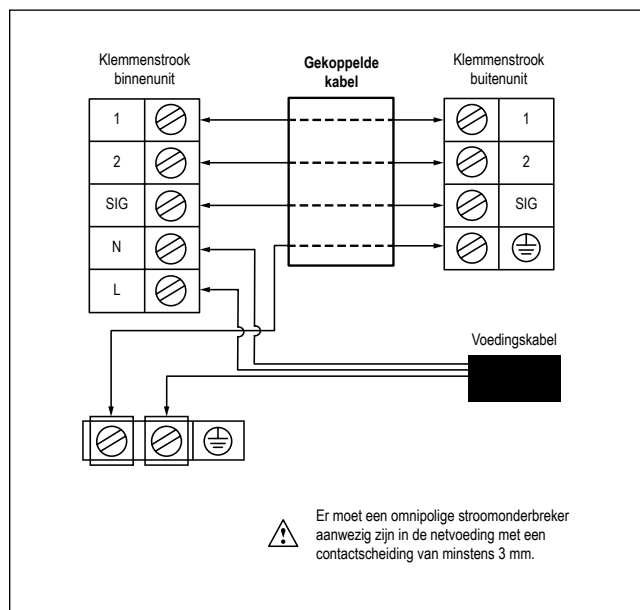 Klemmenstrook
binnenunit
Gekoppelde
kabel
Klemmenstrook
buitenunit
1
2
SIG
N
L
1
2
SIG
Voedingskabel
Er moet een omnipolige stroomonderbreker
aanwezig zijn in de netvoeding met een
contactscheiding van minstens 3 mm.